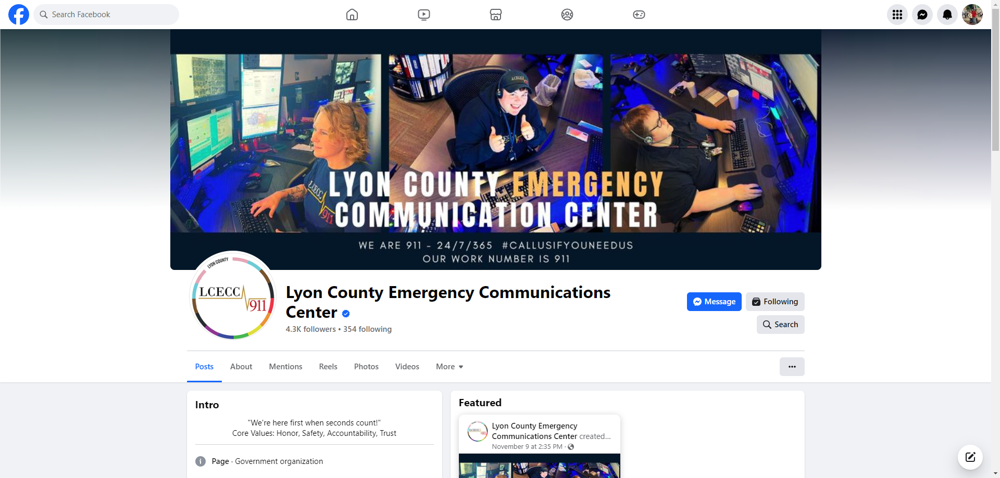 Search Facebook
LYON COUNTY EMERGENCY
COMMUNICATION CENTER
WE ARE 911 - 24/7/365 #CALLUSIFYOUNEEDUS
OUR WORK NUMBER IS 911
LYON COUNTY
LCECC
911
Lyon County Emergency Communications
Center
4.3K followers • 354 following
Message
Following
Search
Posts
About
Mentions
Reels
Photos
Videos
More
Intro
"We're here first when seconds count!"
Core Values: Honor, Safety, Accountability, Trust
Page · Government organization
Featured
Lyon County Emergency
Communications Center created...
November 9 at 2:35 PM ·